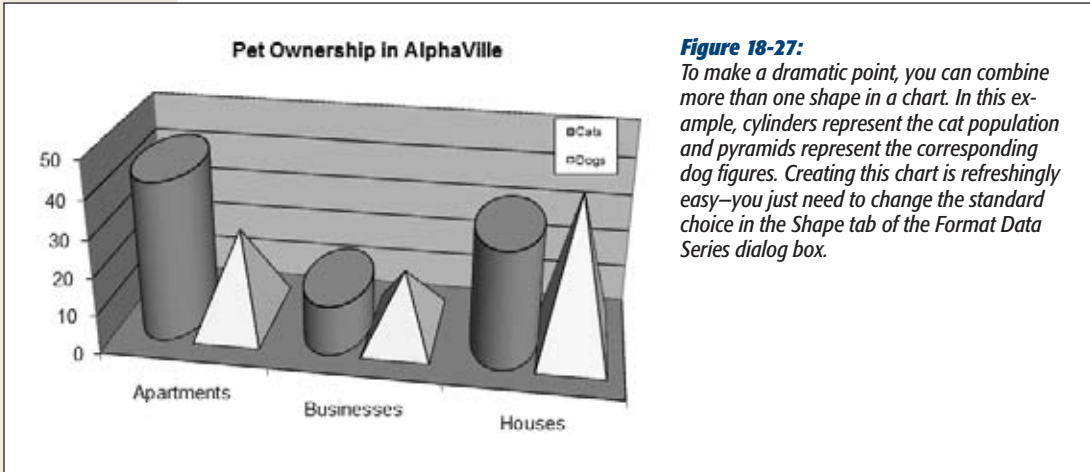 Pet Ownership in AlphaVille
Cats
Dogs
50
40
30
20
10
0
Apartments
Businesses
Houses
Figure 18-27:
To make a dramatic point, you can combine
more than one shape in a chart. In this ex-
ample, cylinders represent the cat population
and pyramids represent the corresponding
dog figures. Creating this chart is refreshingly
easy—you just need to change the standard
choice in the Shape tab of the Format Data
Series dialog box.